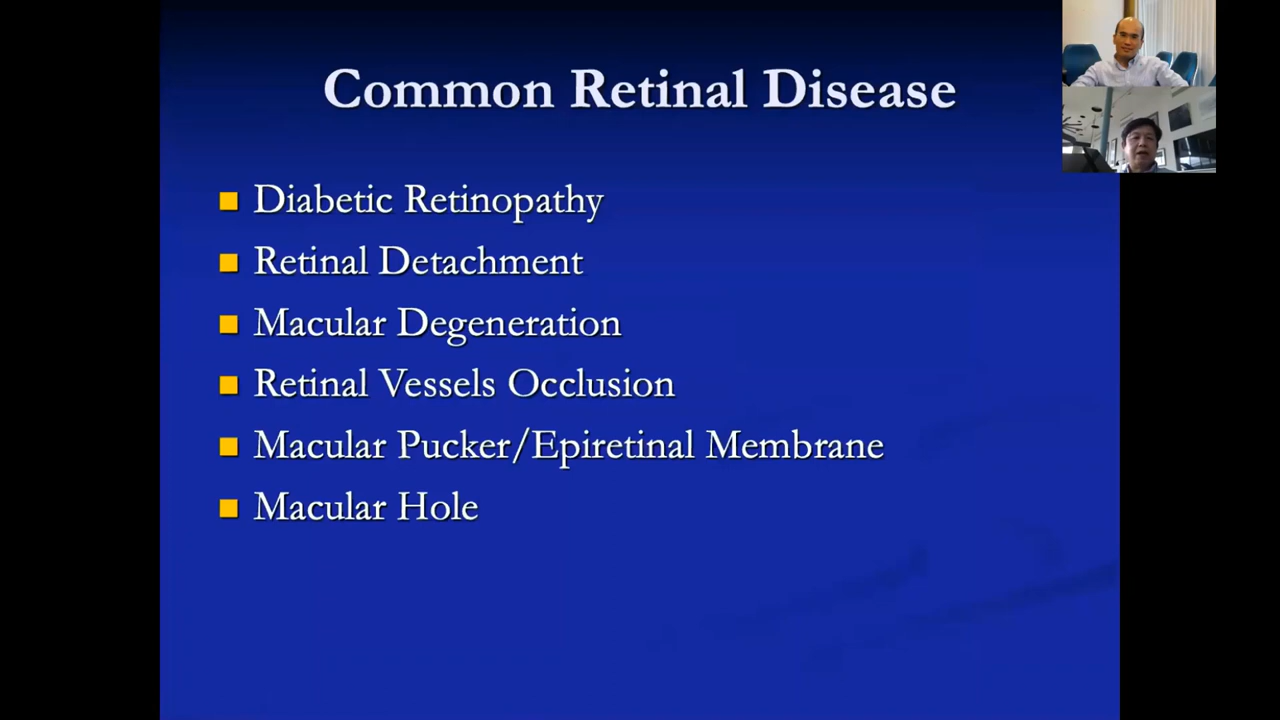 Common Retinal Disease
Diabetic Retinopathy
Retinal Detachment
Macular Degeneration
Retinal Vessels Occlusion
Macular Pucker/Epiretinal Membrane
Macular Hole